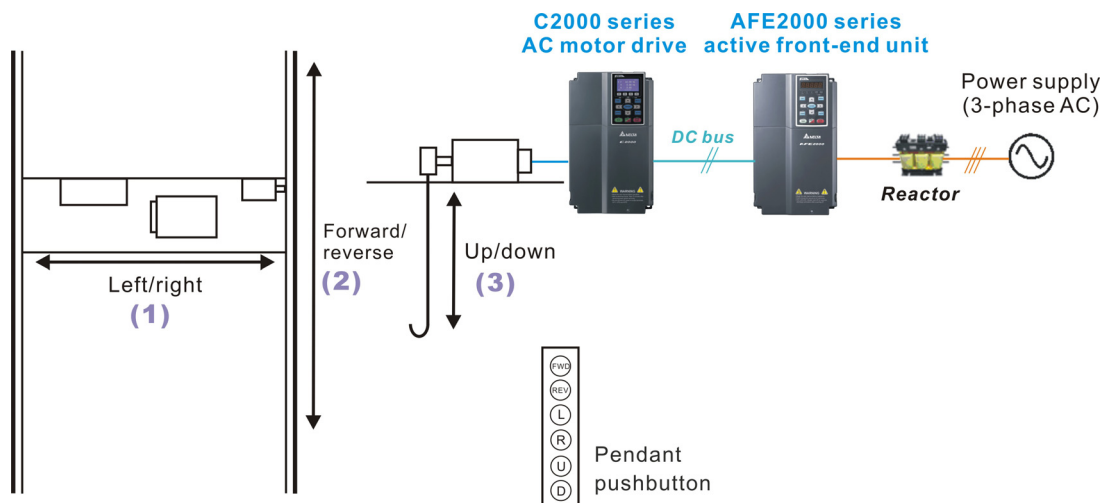 C2000 series
AC motor drive
AFE2000 series
active front-end unit
Power supply
(3-phase AC)
DC bus
Reactor
Forward/
reverse
(2)
Up/down
(3)
Left/right
(1)
FWD
REV
L
R
U
D
Pendant
pushbutton